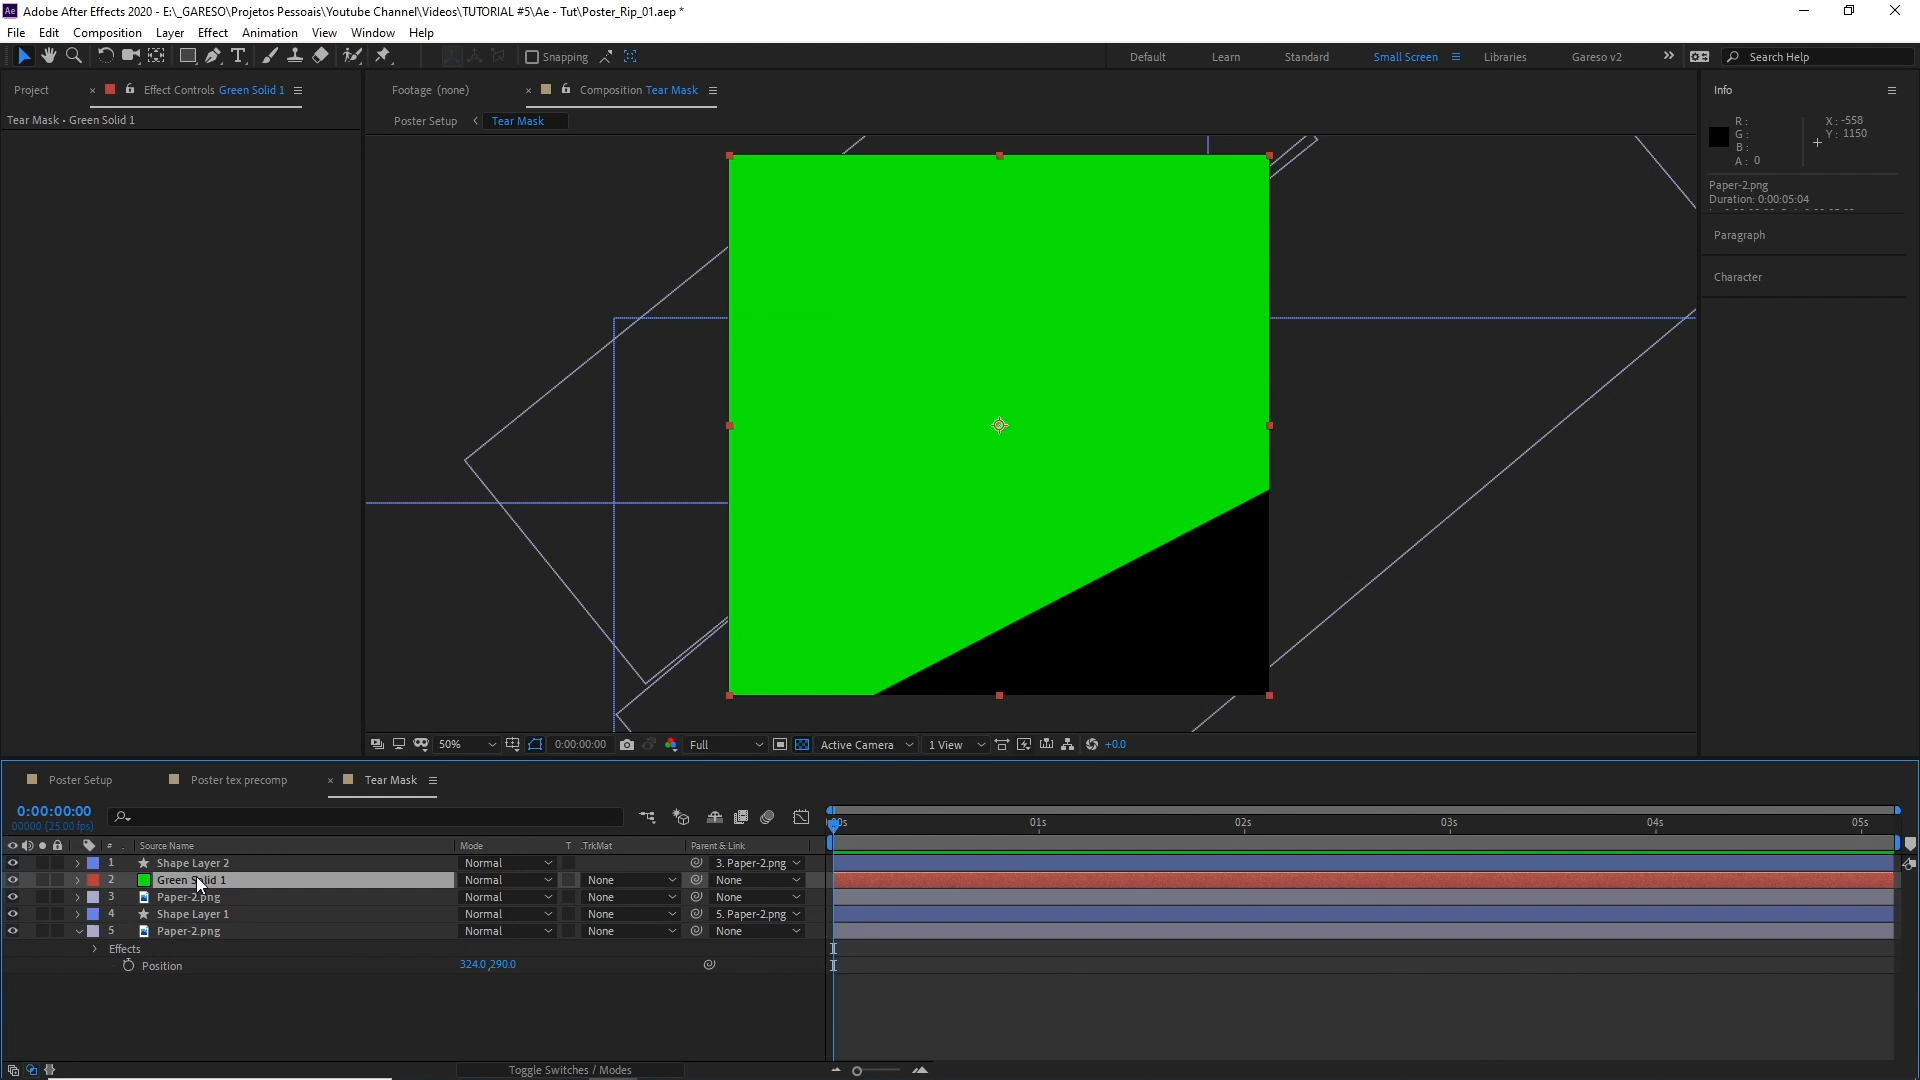 Adobe After Effects 2020 - E:\_GARESO\Projetos Pessoais\Youtube Channel\Videos\TUTORIAL #5\Ae - Tut\Poster_Rip_01.aep *
File Edit Composition Layer Effect Animation View Window Help
Snapping Default Learn Standard Small Screen Libraries Gareso v2 Search Help
Project Effect Controls Green Solid 1 Footage (none) Composition Tear Mask Info
Tear Mask • Green Solid 1 Poster Setup Tear Mask
R: X: -558
G: Y: 1150
B:
A: 0
Paper-2.png
Duration: 0:00:05:04
Paragraph
Character
50% 0:00:00:00 Full Active Camera 1 View +0.0
Poster Setup Poster tex precomp Tear Mask
0:00:00:00
00000 (25.00 fps)
00s 01s 02s 03s 04s 05s
# Source Name Mode T .TrkMat Parent & Link
1 Shape Layer 2 Normal 3. Paper-2.png
2 Green Solid 1 Normal None None
3 Paper-2.png Normal None None
4 Shape Layer 1 Normal None 5. Paper-2.png
5 Paper-2.png Normal None None
Effects
Position 324.0,290.0
Toggle Switches / Modes